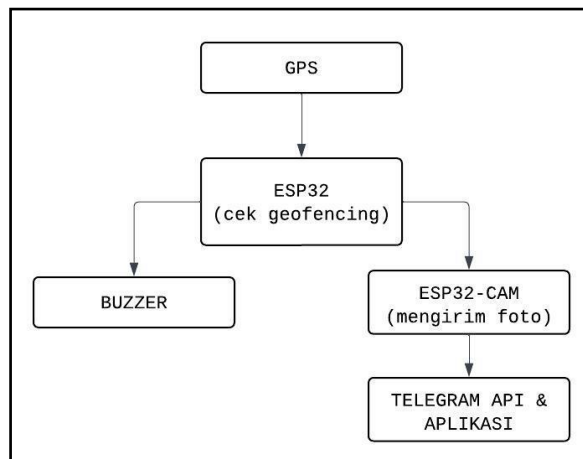 GPS
ESP32
(cek geofencing)
BUZZER
ESP32-CAM
(mengirim foto)
TELEGRAM API &
APLIKASI